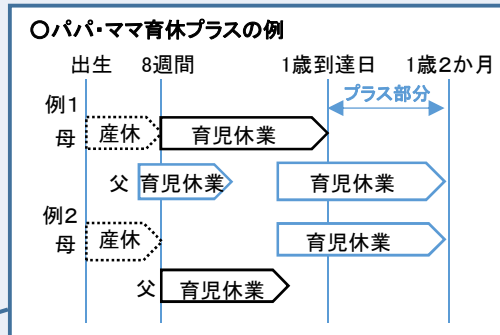 〇パパ・ママ育休プラスの例
出生 8週間 1歳到達日 1歳2か月
プラス部分
例1
母 産休 育児休業
父 育児休業 育児休業
例2
母 産休 育児休業
父 育児休業